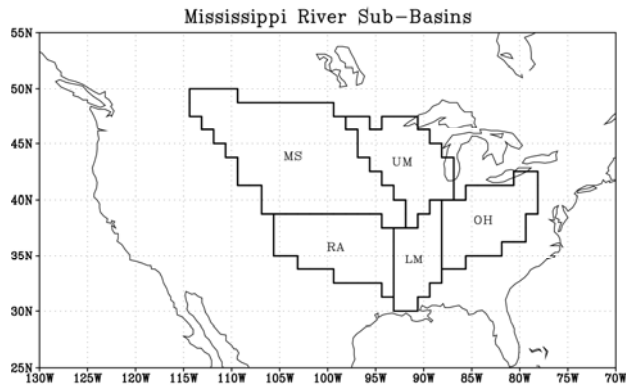 Mississippi River Sub-Basins
55N
50N
45N
40N
35N
30N
25N
MS
UM
OH
RA
LM
130W 125W 120W 115W 110W 105W 100W 95W 90W 85W 80W 75W 70W